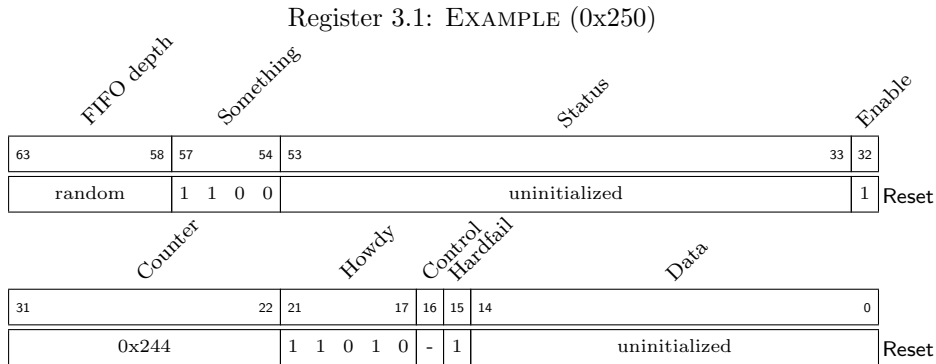 Register 3.1: EXAMPLE (0x250)
FIFO depth Something Status Enable
63 58 57 54 53 33 32
random 1 1 0 0 uninitialized 1 Reset
Counter Howdy Control Hardfail Data
31 22 21 17 16 15 14 0
0x244 1 1 0 1 0 - 1 uninitialized Reset